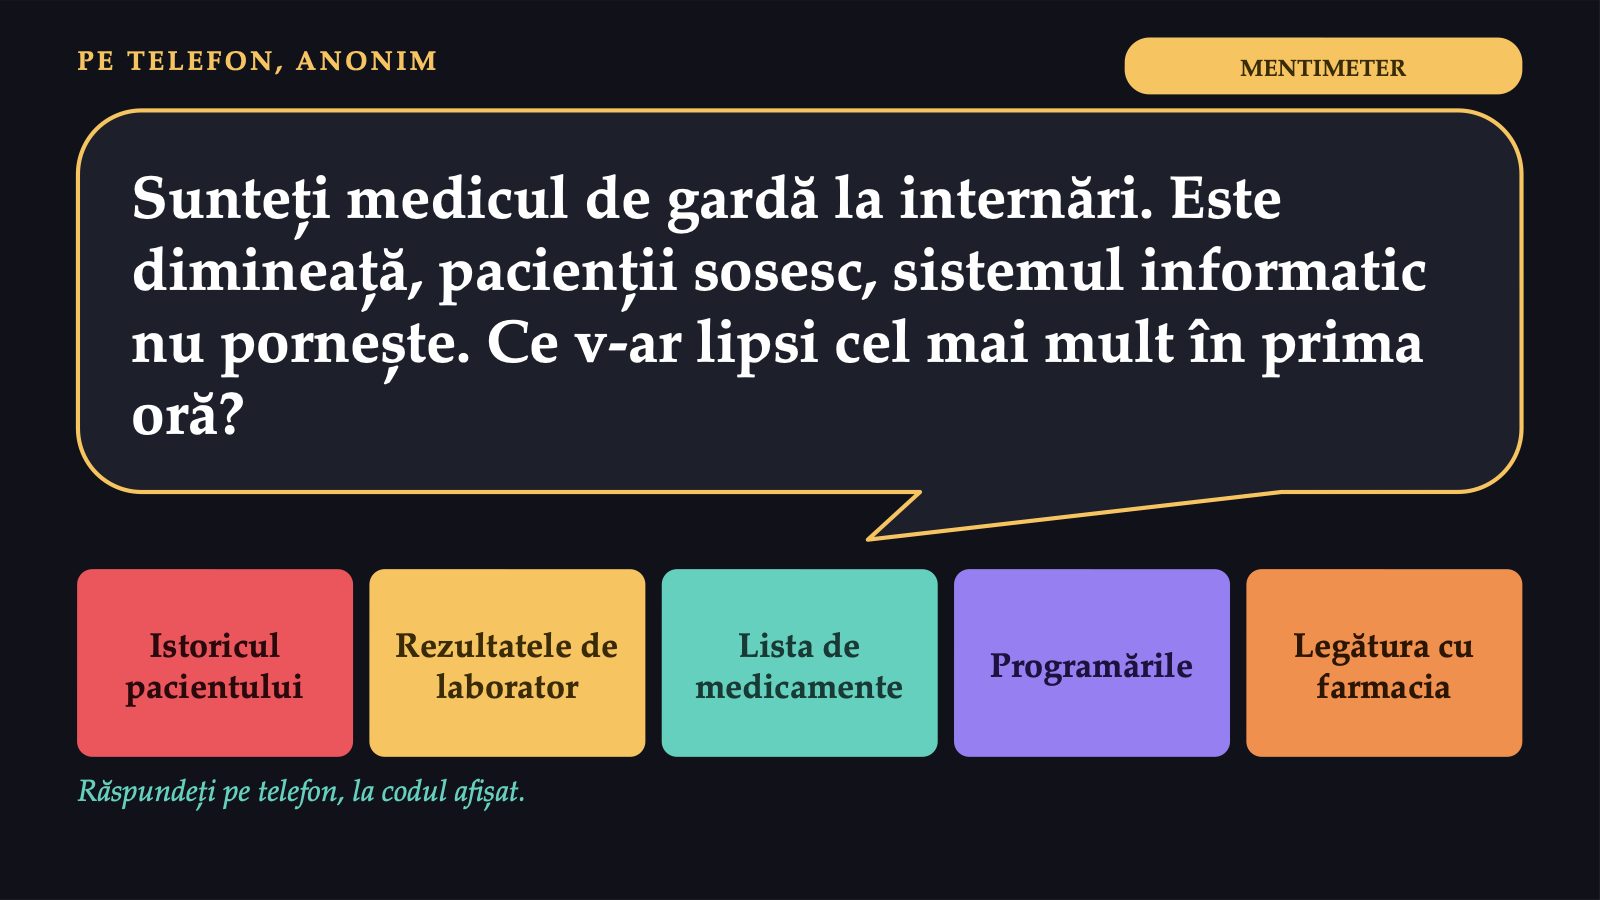 PE TELEFON, ANONIM
MENTIMETER
Sunteți medicul de gardă la internări. Este
dimineață, pacienții sosesc, sistemul informatic
nu pornește. Ce v-ar lipsi cel mai mult în prima
oră?
Istoricul
pacientului
Rezultatele de
laborator
Lista de
medicamente
Programările
Legătura cu
farmacia
Răspundeți pe telefon, la codul afișat.